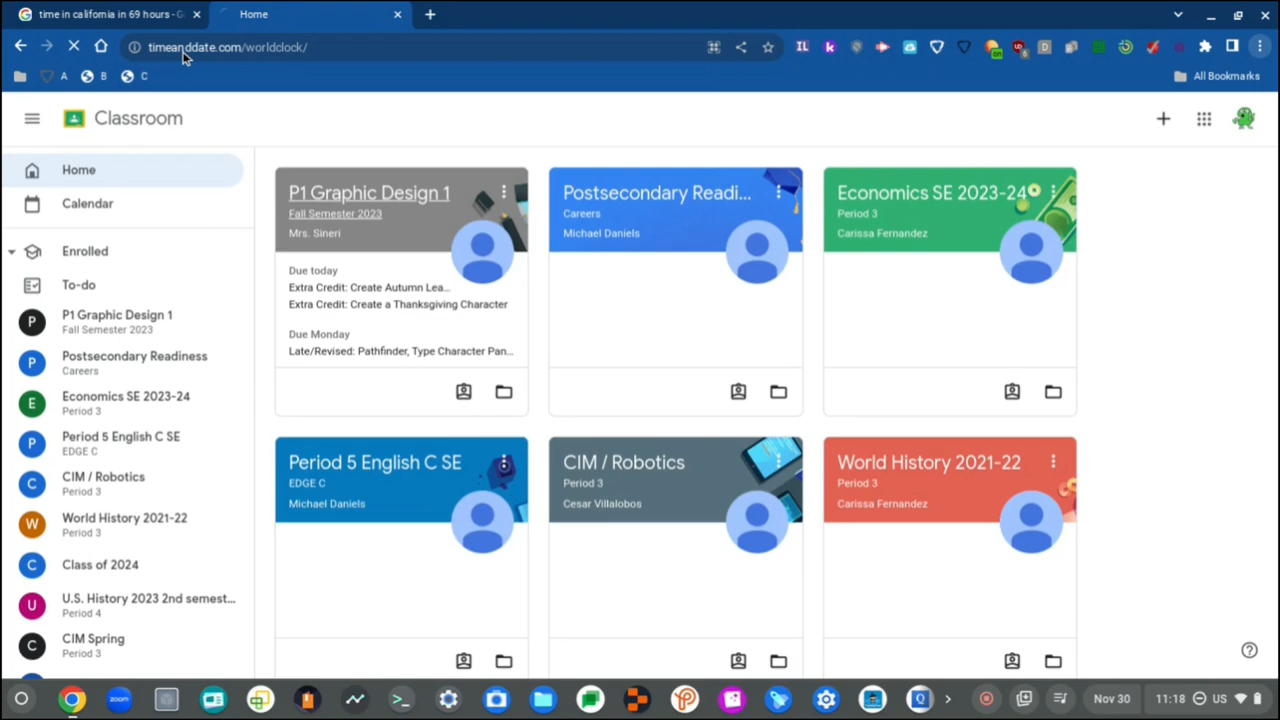 time in california in 69 hours - G
Home
timeanddate.com/worldclock/
A
B
C
All Bookmarks
Classroom
Home
Calendar
Enrolled
To-do
P
P1 Graphic Design 1
Fall Semester 2023
P
Postsecondary Readiness
Careers
E
Economics SE 2023-24
Period 3
P
Period 5 English C SE
EDGE C
C
CIM / Robotics
Period 3
W
World History 2021-22
Period 3
C
Class of 2024
U
U.S. History 2023 2nd semest...
Period 4
C
CIM Spring
Period 3
P1 Graphic Design 1
Fall Semester 2023
Mrs. Sineri
Due today
Extra Credit: Create Autumn Lea...
Extra Credit: Create a Thanksgiving Character
Due Monday
Late/Revised: Pathfinder, Type Character Pan...
Postsecondary Readi...
Careers
Michael Daniels
Economics SE 2023-24
Period 3
Carissa Fernandez
Period 5 English C SE
EDGE C
Michael Daniels
CIM / Robotics
Period 3
Cesar Villalobos
World History 2021-22
Period 3
Carissa Fernandez
zoom
Nov 30
11:18
US